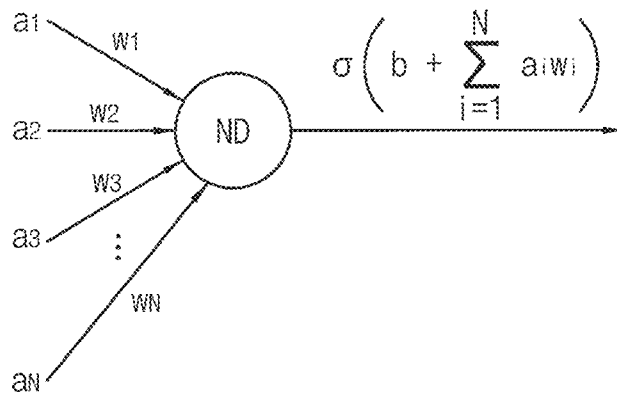 a1
w1
a2
w2
a3
w3
⋮
wN
aN
ND
σ( b + N∑i=1 aiwi )